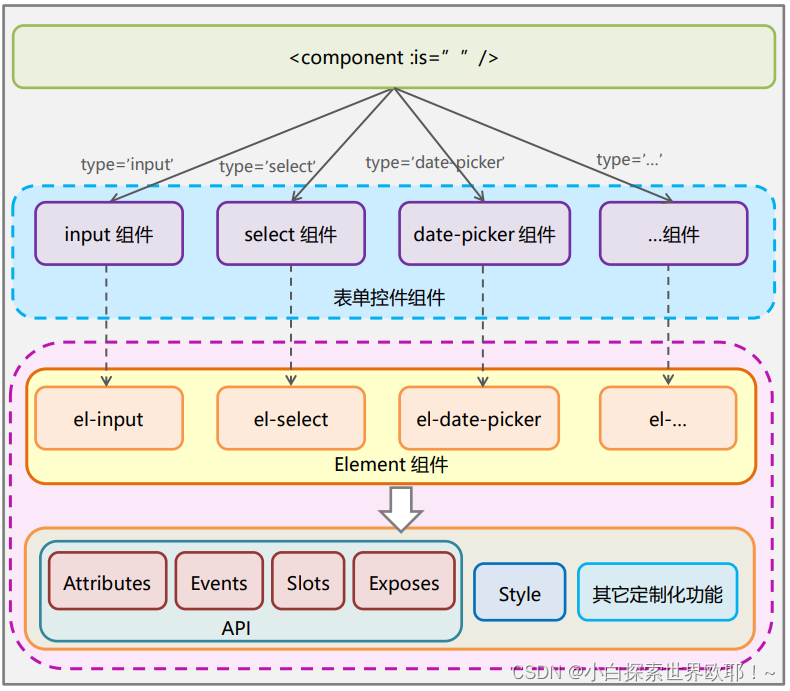 <component :is=” ” />
type=’input’
type=’select’
type=’date-picker’
type=’...’
input 组件
select 组件
date-picker 组件
...组件
表单控件组件
el-input
el-select
el-date-picker
el-...
Element 组件
Attributes
Events
Slots
Exposes
Style
其它定制化功能
API
CSDN @小白探索世界欧耶！~